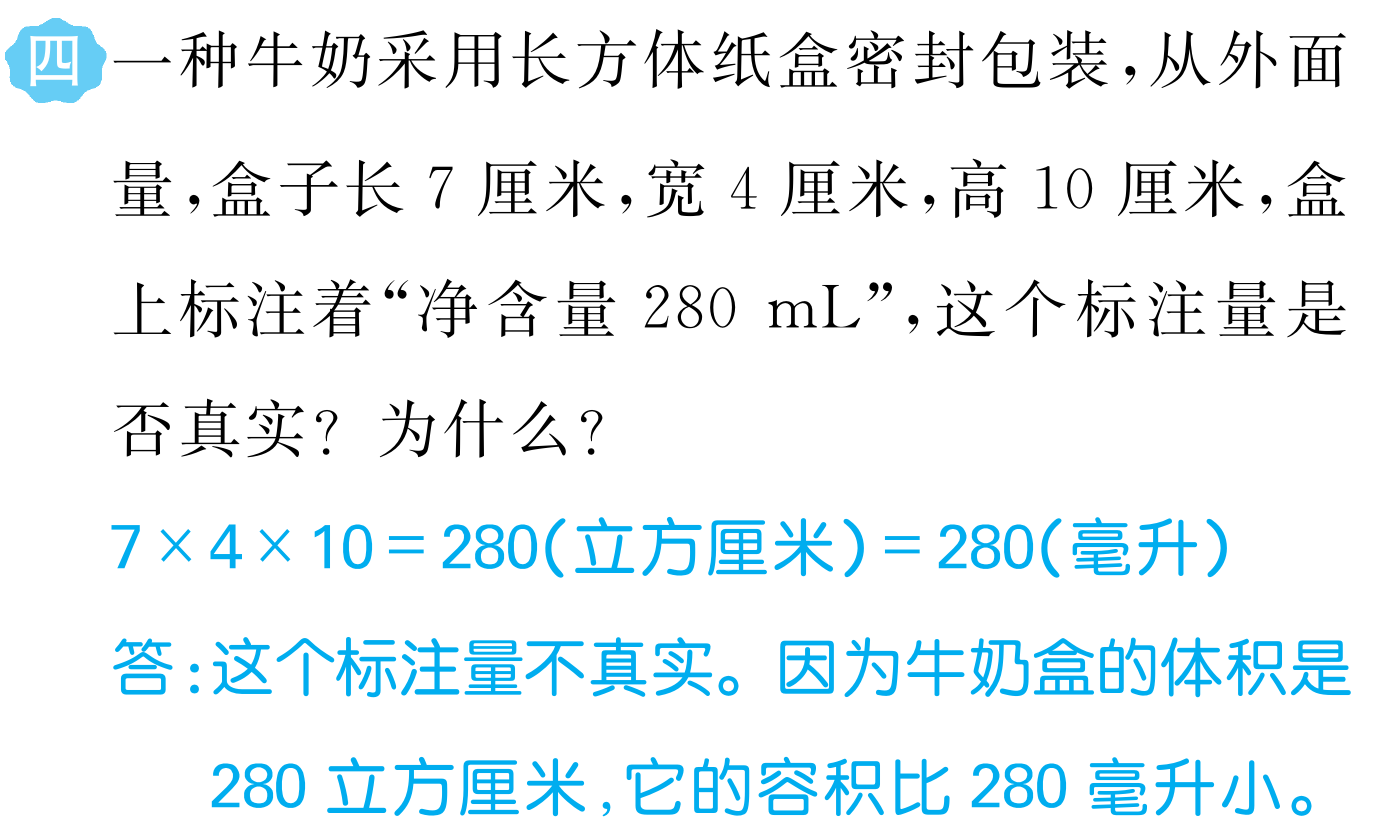 四 一种牛奶采用长方体纸盒密封包装,从外面
量,盒子长 7 厘米,宽 4 厘米,高 10 厘米,盒
上标注着“净含量 280 mL”,这个标注量是
否真实? 为什么?
7×4×10=280(立方厘米)=280(毫升)
答:这个标注量不真实。因为牛奶盒的体积是
280 立方厘米,它的容积比 280 毫升小。